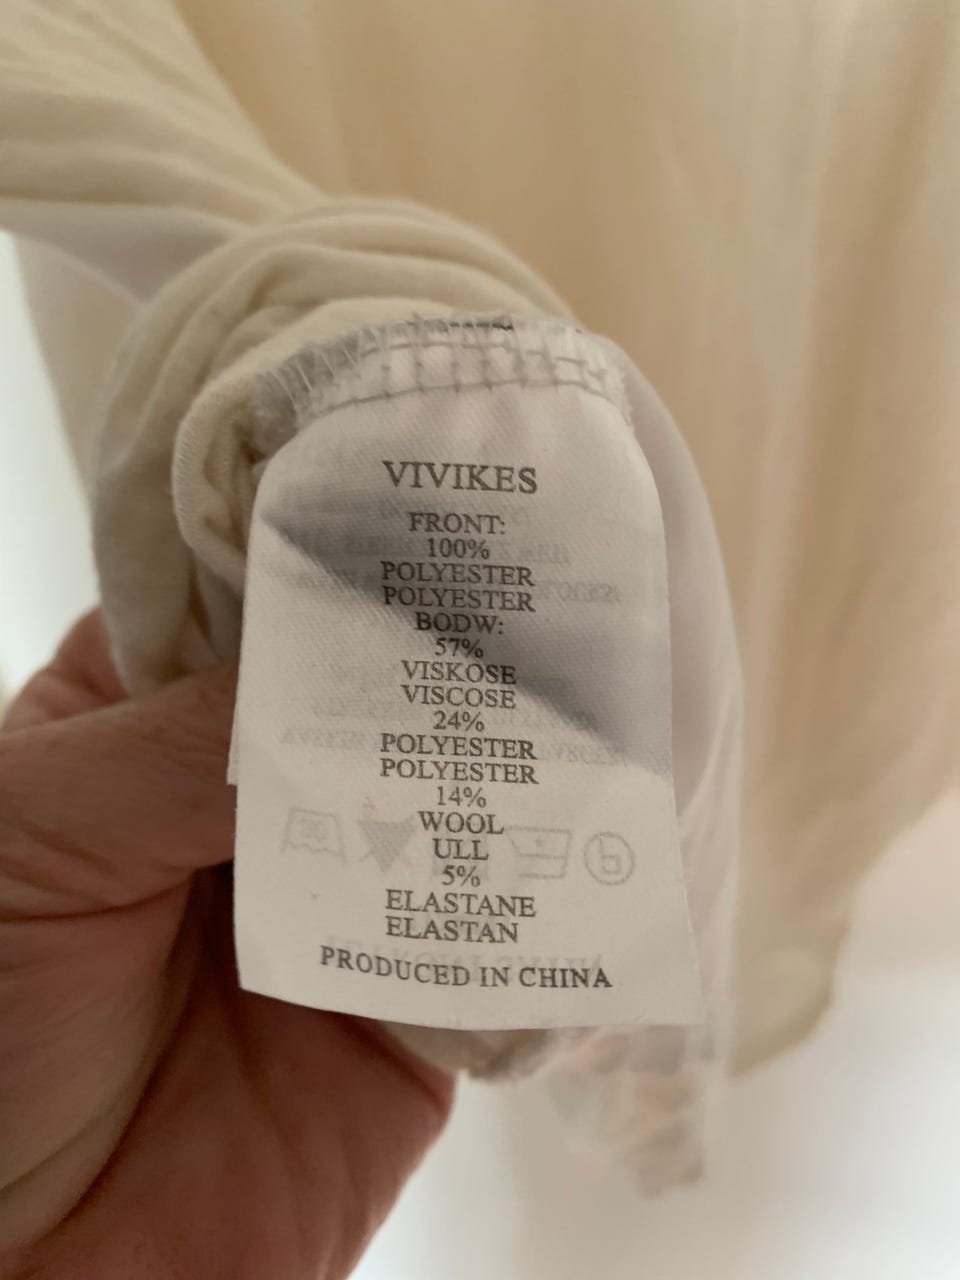 VIVIKES
FRONT:
100%
POLYESTER
POLYESTER
BODW:
57%
VISKOSE
VISCOSE
24%
POLYESTER
POLYESTER
14%
WOOL
ULL
5%
ELASTANE
ELASTAN
PRODUCED IN CHINA